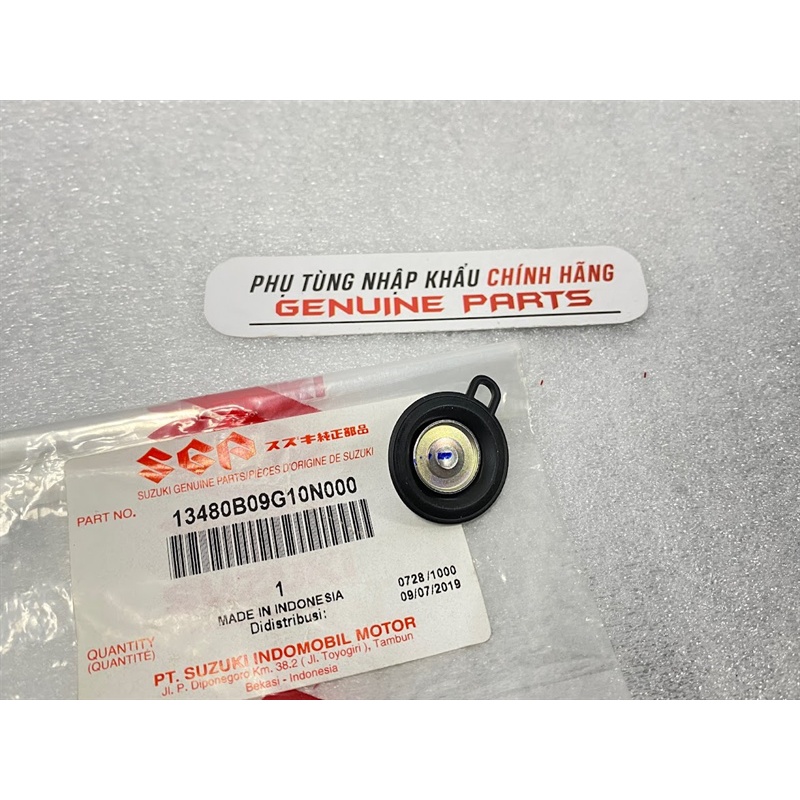 PHỤ TÙNG NHẬP KHẨU CHÍNH HÃNG
GENUINE PARTS
SGP スズキ純正部品
SUZUKI GENUINE PARTS/PIÈCES D'ORIGINE DE SUZUKI
PART NO. 13480B09G10N000
1
0728/1000
MADE IN INDONESIA
09/07/2019
Didistribusi:
QUANTITY
(QUANTITE)
PT. SUZUKI INDOMOBIL MOTOR
Jl. P. Diponegoro Km. 38.2 ( Jl. Toyogiri ), Tambun
Bekasi - Indonesia